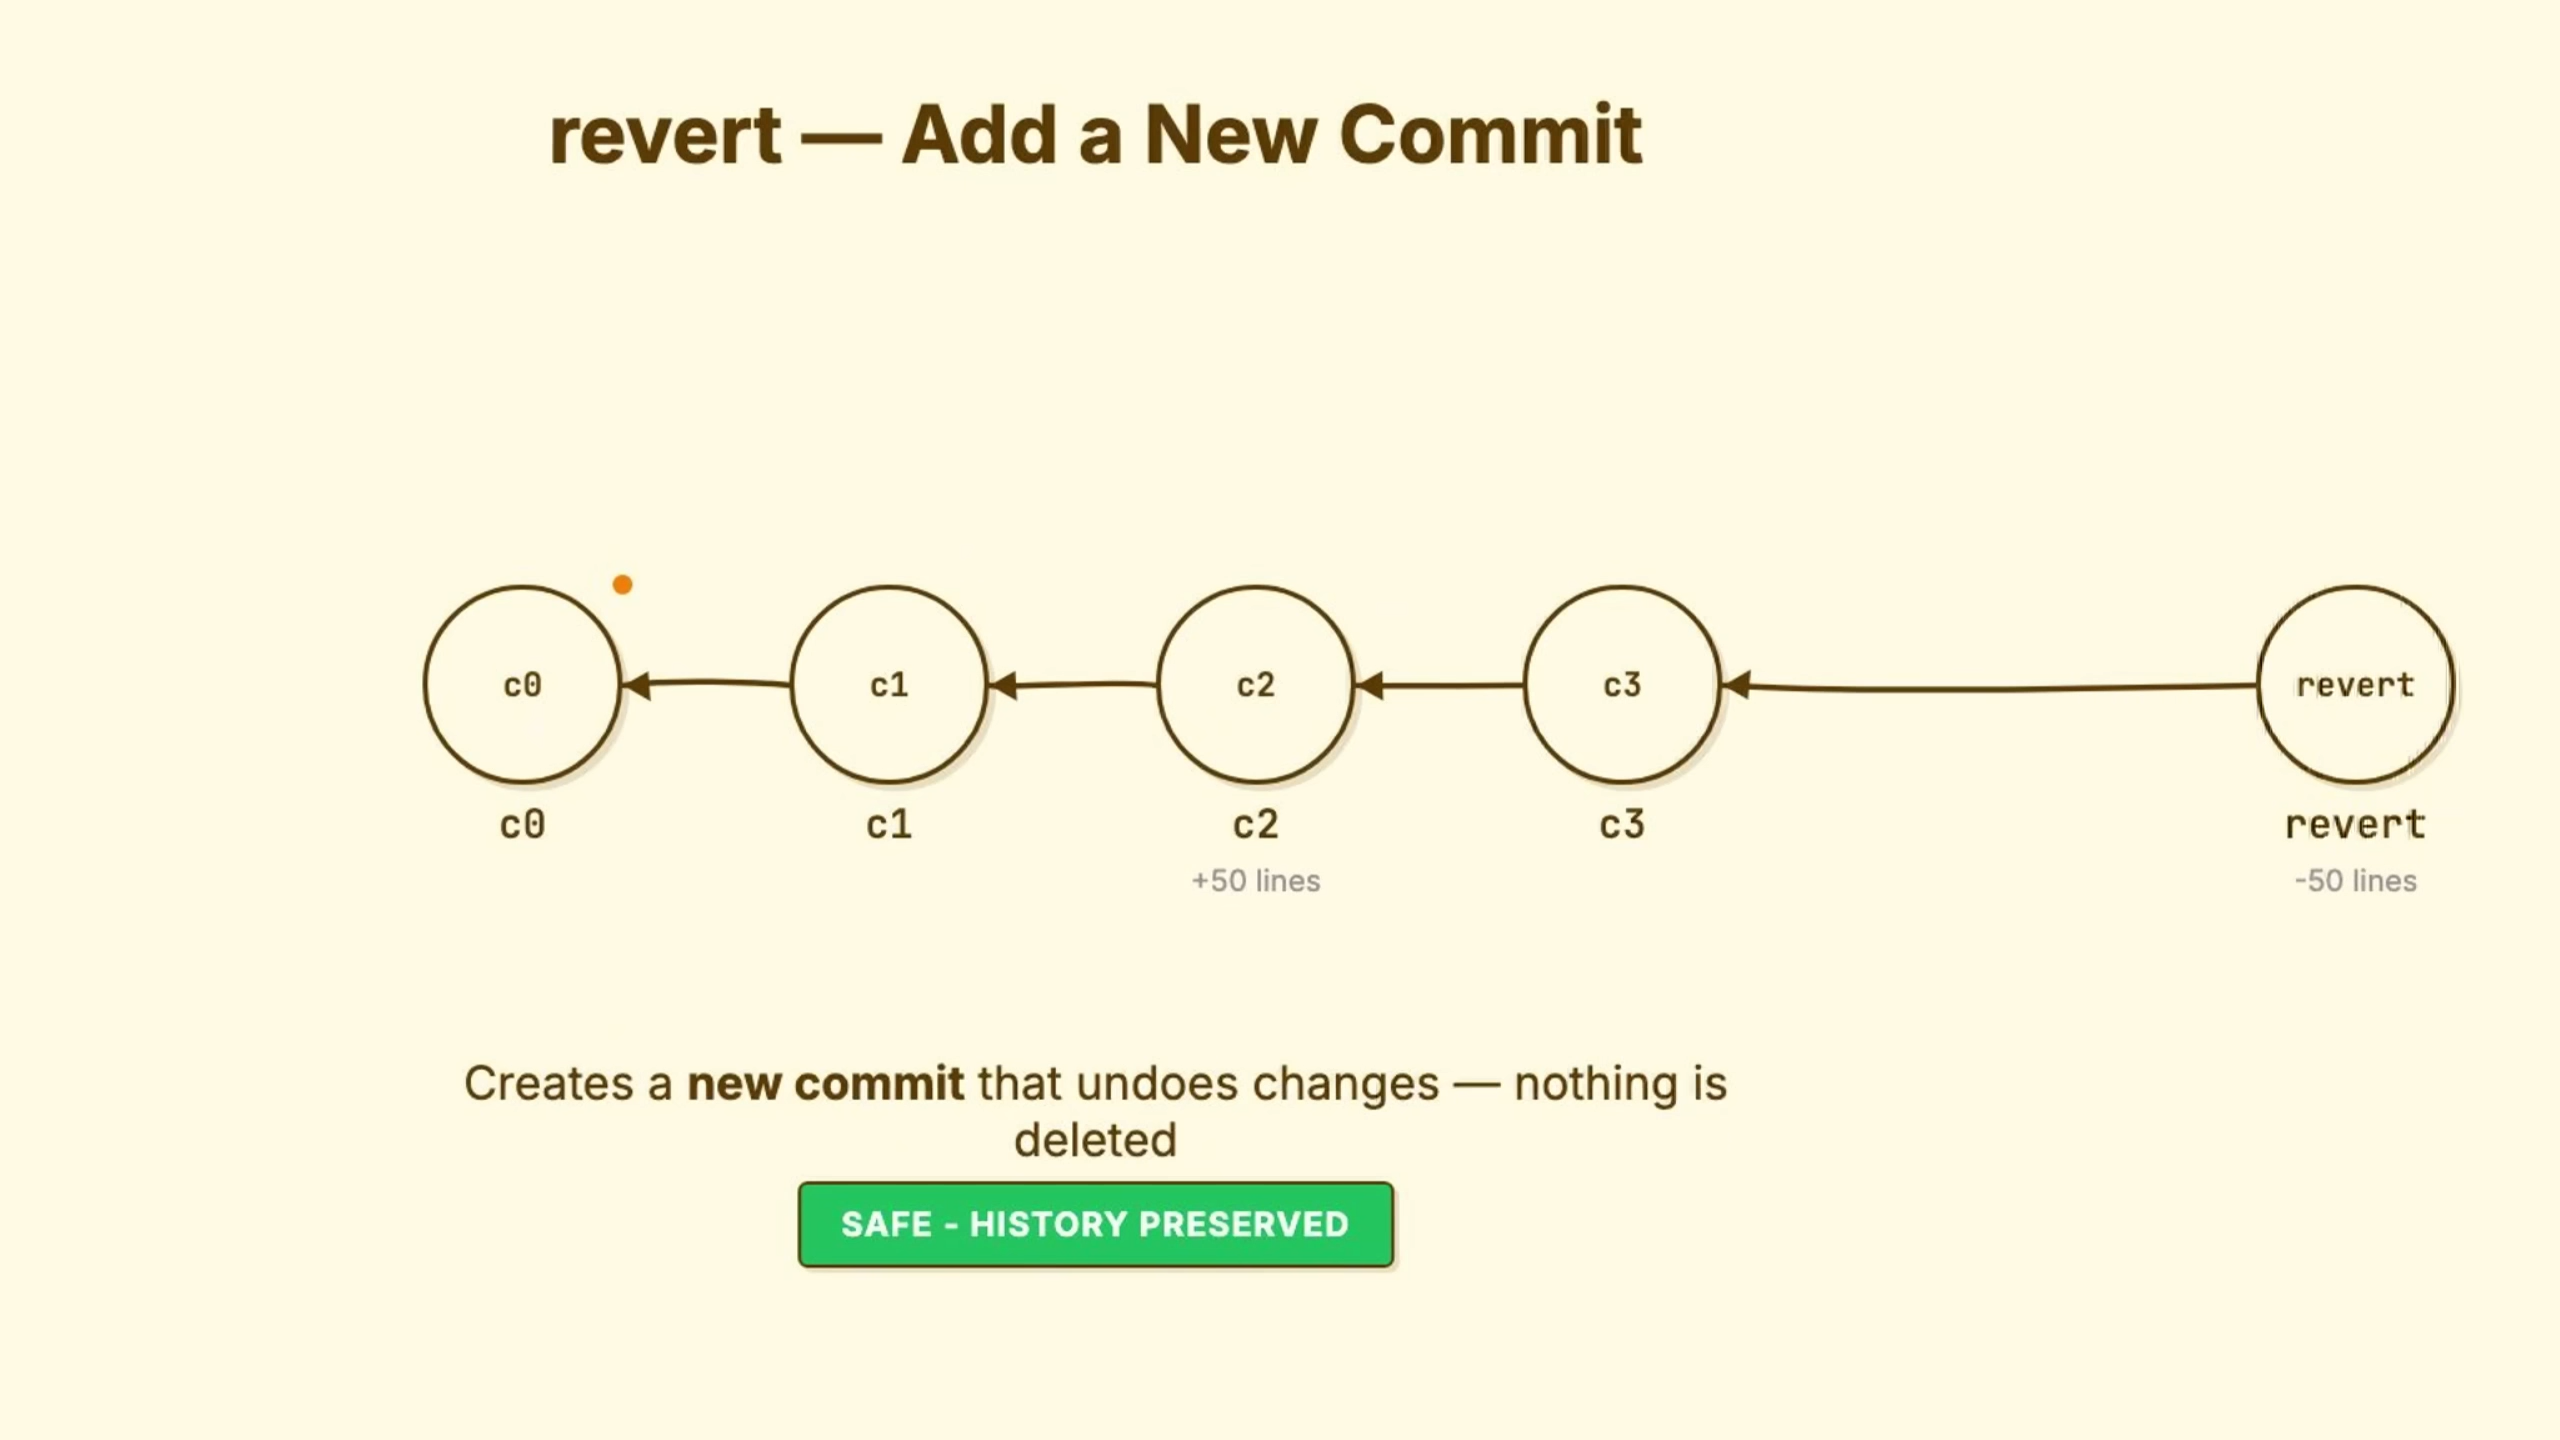 revert — Add a New Commit
c0
c1
c2
c3
revert
c0
c1
c2
c3
revert
+50 lines
-50 lines
Creates a new commit that undoes changes — nothing is
deleted
SAFE - HISTORY PRESERVED